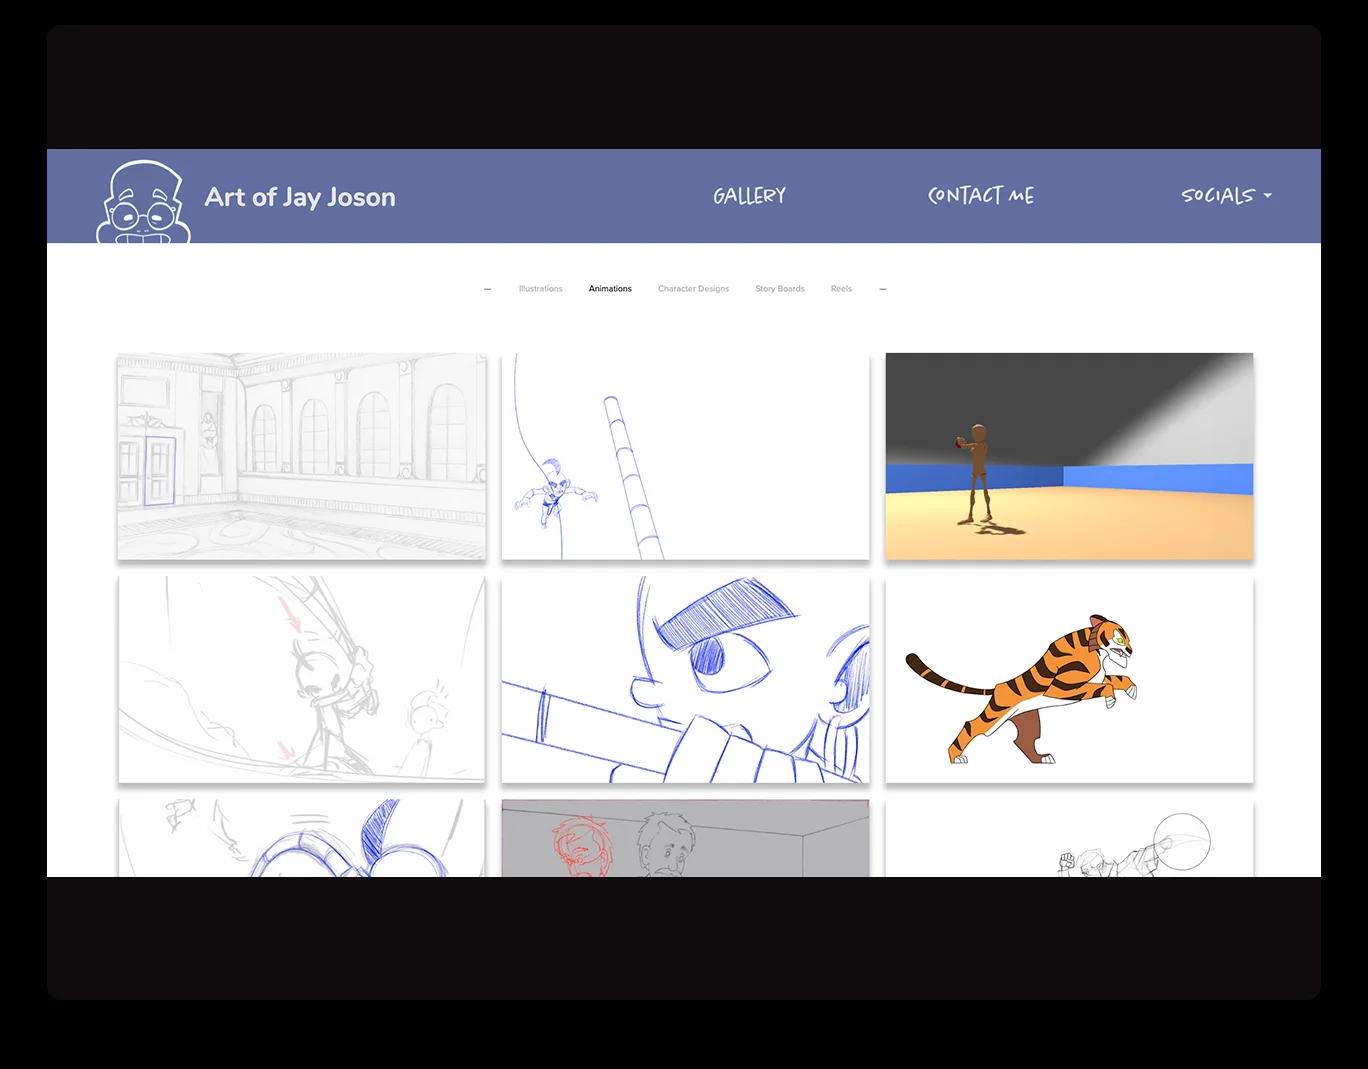 Art of Jay Joson
GALLERY
CONTACT ME
SOCIALS
— Illustrations Animations Character Designs Story Boards Reels —